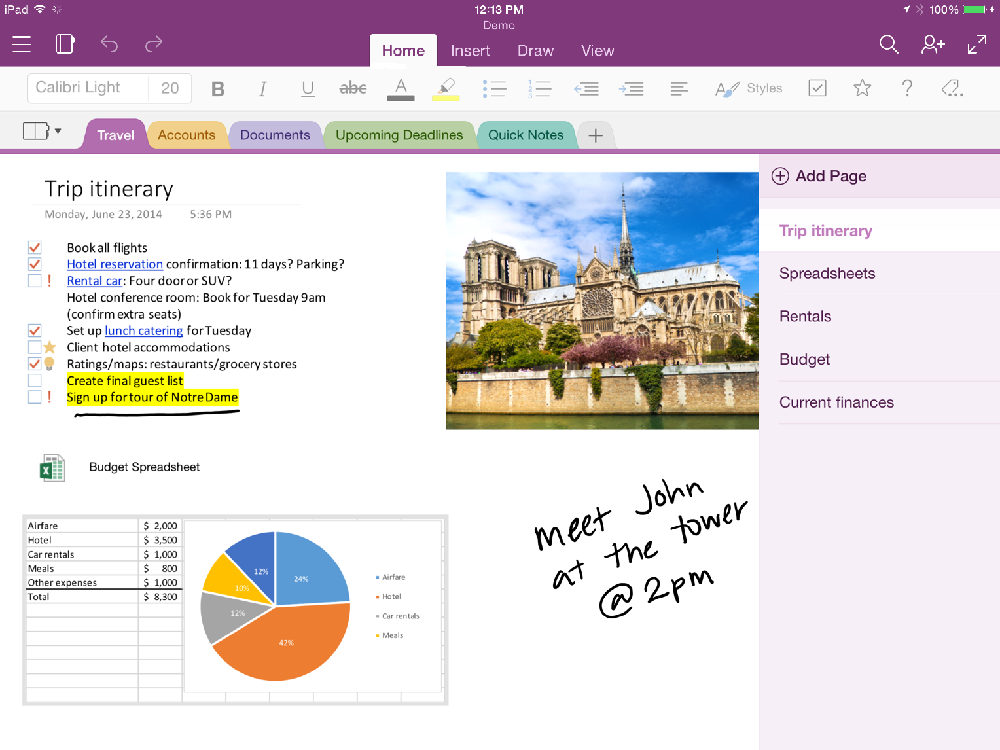 iPad
12:13 PM
100%
Demo
Home Insert Draw View
Calibri Light 20 B I U abc A Styles ?
Travel Accounts Documents Upcoming Deadlines Quick Notes +
Trip itinerary
Monday, June 23, 2014 5:36 PM
Book all flights
Hotel reservation confirmation: 11 days? Parking?
! Rental car: Four door or SUV?
Hotel conference room: Book for Tuesday 9am
(confirm extra seats)
Set up lunch catering for Tuesday
Client hotel accommodations
Ratings/maps: restaurants/grocery stores
Create final guest list
! Sign up for tour of Notre Dame
Budget Spreadsheet
Airfare $ 2,000
Hotel $ 3,500
Car rentals $ 1,000
Meals $ 800
Other expenses $ 1,000
Total $ 8,300
12%
24%
10%
12%
42%
Airfare
Hotel
Car rentals
Meals
meet John
at the tower
@ 2pm
Add Page
Trip itinerary
Spreadsheets
Rentals
Budget
Current finances